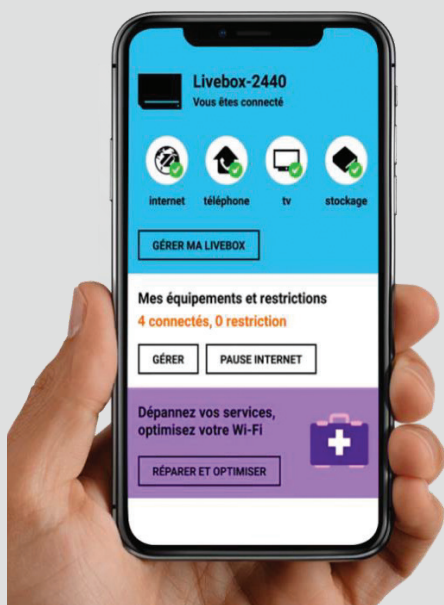 Livebox-2440
Vous êtes connecté
internet téléphone tv stockage
GÉRER MA LIVEBOX
Mes équipements et restrictions
4 connectés, 0 restriction
GÉRER PAUSE INTERNET
Dépannez vos services,
optimisez votre Wi-Fi
RÉPARER ET OPTIMISER